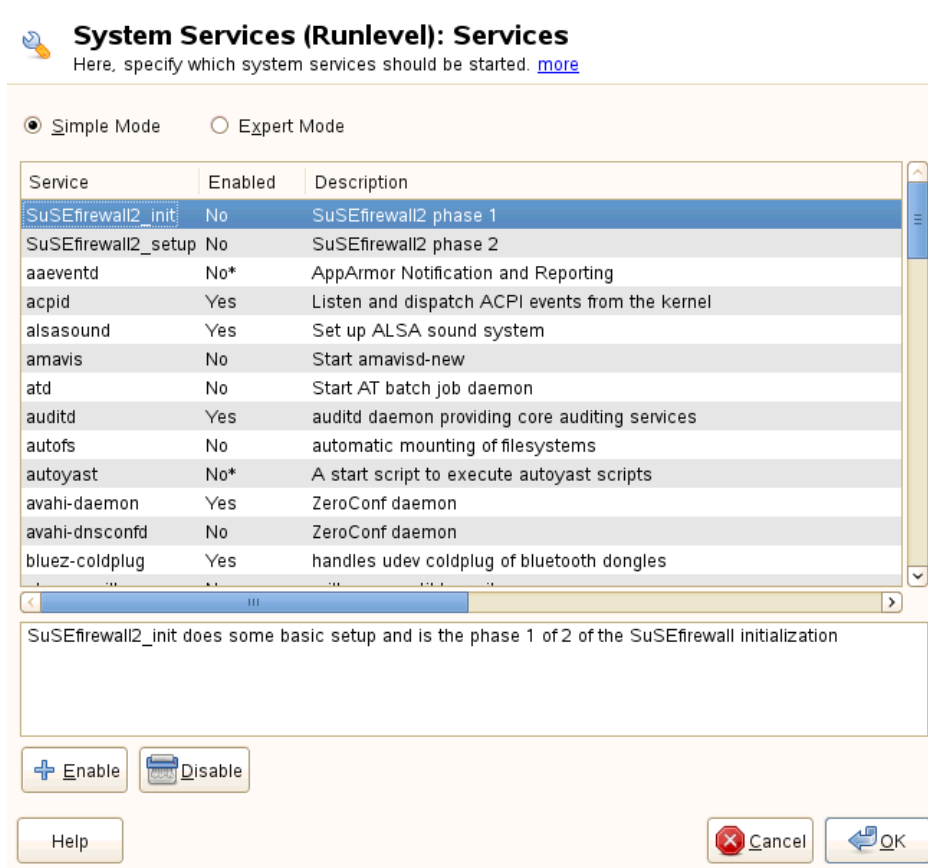 System Services (Runlevel): Services
Here, specify which system services should be started. more
Simple Mode Expert Mode
Service Enabled Description
SuSEfirewall2_init No SuSEfirewall2 phase 1
SuSEfirewall2_setup No SuSEfirewall2 phase 2
aaeventd No* AppArmor Notification and Reporting
acpid Yes Listen and dispatch ACPI events from the kernel
alsasound Yes Set up ALSA sound system
amavis No Start amavisd-new
atd No Start AT batch job daemon
auditd Yes auditd daemon providing core auditing services
autofs No automatic mounting of filesystems
autoyast No* A start script to execute autoyast scripts
avahi-daemon Yes ZeroConf daemon
avahi-dnsconfd No ZeroConf daemon
bluez-coldplug Yes handles udev coldplug of bluetooth dongles
SuSEfirewall2_init does some basic setup and is the phase 1 of 2 of the SuSEfirewall initialization
Enable Disable
Help Cancel OK